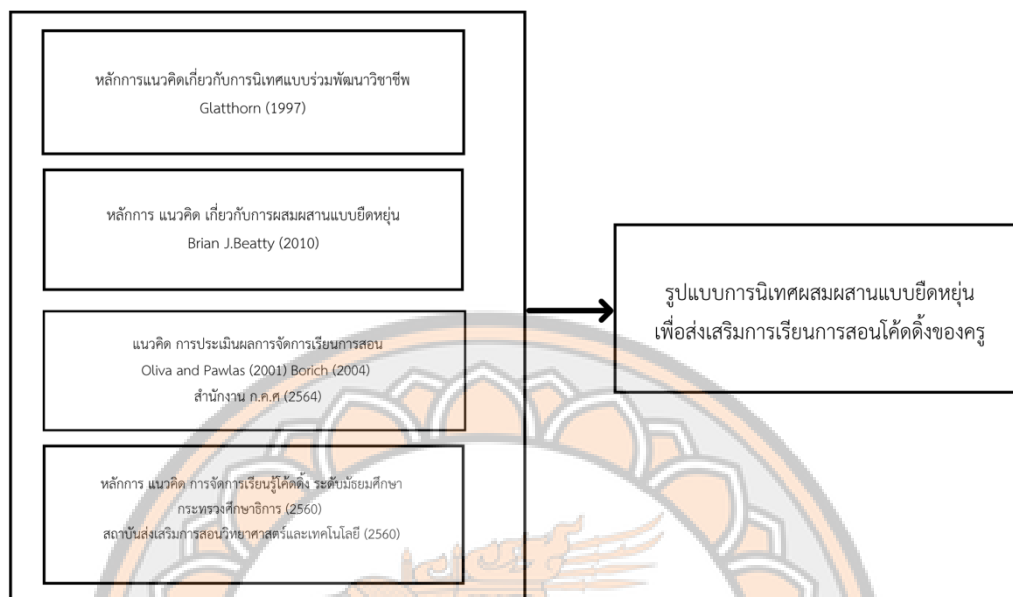 หลักการแนวคิดเกี่ยวกับการนิเทศแบบร่วมพัฒนาวิชาชีพ
Glatthorn (1997)
หลักการ แนวคิด เกี่ยวกับการผสมผสานแบบยืดหยุ่น
Brian J.Beatty (2010)
แนวคิด การประเมินผลการจัดการเรียนการสอน
Oliva and Pawlas (2001) Borich (2004)
สำนักงาน ก.ค.ศ (2564)
หลักการ แนวคิด การจัดการเรียนรู้โค้ดดิ้ง ระดับมัธยมศึกษา
กระทรวงศึกษาธิการ (2560)
สถาบันส่งเสริมการสอนวิทยาศาสตร์และเทคโนโลยี (2560)
รูปแบบการนิเทศผสมผสานแบบยืดหยุ่น
เพื่อส่งเสริมการเรียนการสอนโค้ดดิ้งของครู